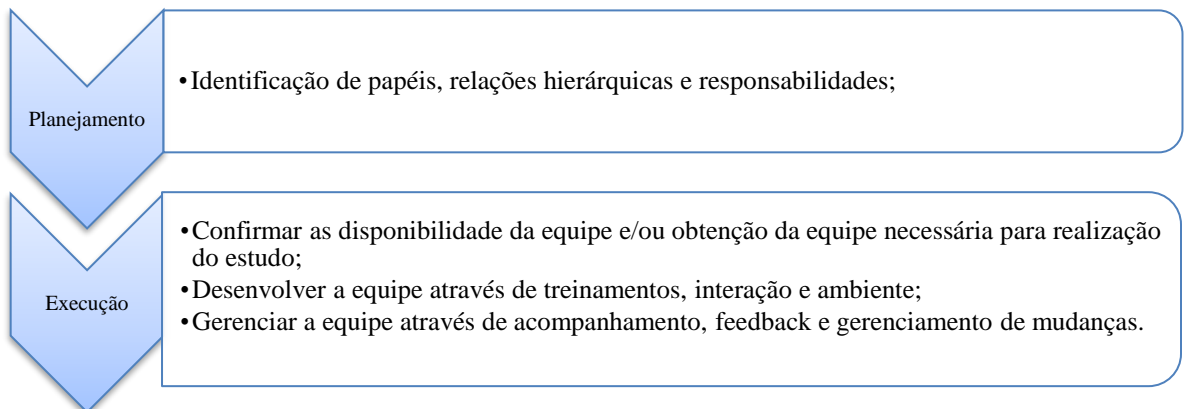 Planejamento
•Identificação de papéis, relações hierárquicas e responsabilidades;
Execução
•Confirmar as disponibilidade da equipe e/ou obtenção da equipe necessária para realização
do estudo;
•Desenvolver a equipe através de treinamentos, interação e ambiente;
•Gerenciar a equipe através de acompanhamento, feedback e gerenciamento de mudanças.